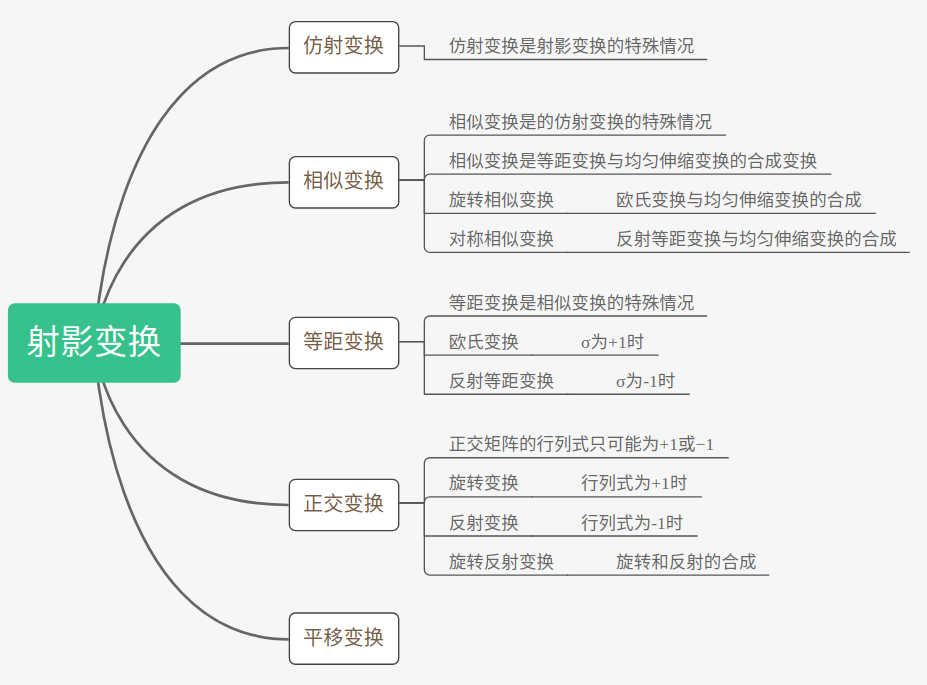 射影变换
仿射变换
仿射变换是射影变换的特殊情况
相似变换
相似变换是的仿射变换的特殊情况
相似变换是等距变换与均匀伸缩变换的合成变换
旋转相似变换 欧氏变换与均匀伸缩变换的合成
对称相似变换 反射等距变换与均匀伸缩变换的合成
等距变换
等距变换是相似变换的特殊情况
欧氏变换 σ为+1时
反射等距变换 σ为-1时
正交变换
正交矩阵的行列式只可能为+1或−1
旋转变换 行列式为+1时
反射变换 行列式为-1时
旋转反射变换 旋转和反射的合成
平移变换